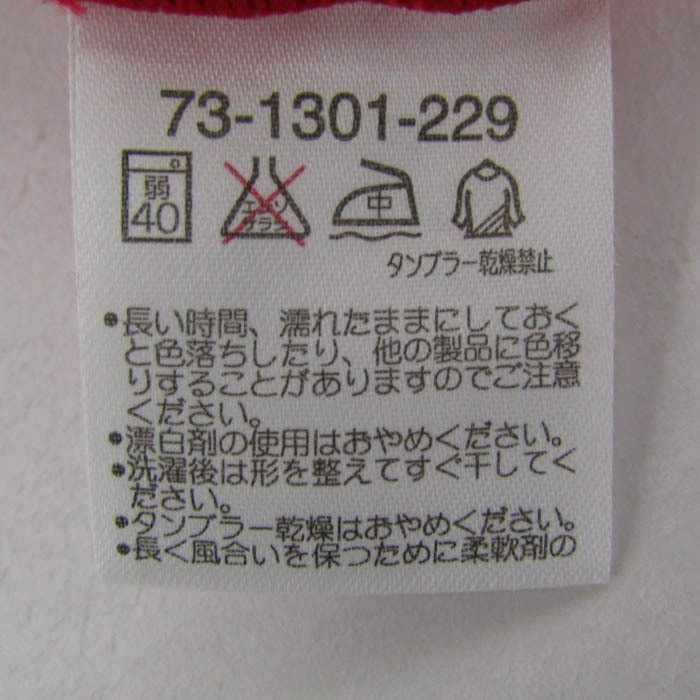 73-1301-229
弱
40
エンソ
サラシ
中
タンブラー乾燥禁止
•長い時間、濡れたままにしておく
と色落ちしたり、他の製品に色移
りすることがありますのでご注意
ください。
•漂白剤の使用はおやめください。
•洗濯後は形を整えてすぐ干してく
ださい。
•タンブラー乾燥はおやめください。
•長く風合いを保つために柔軟剤の